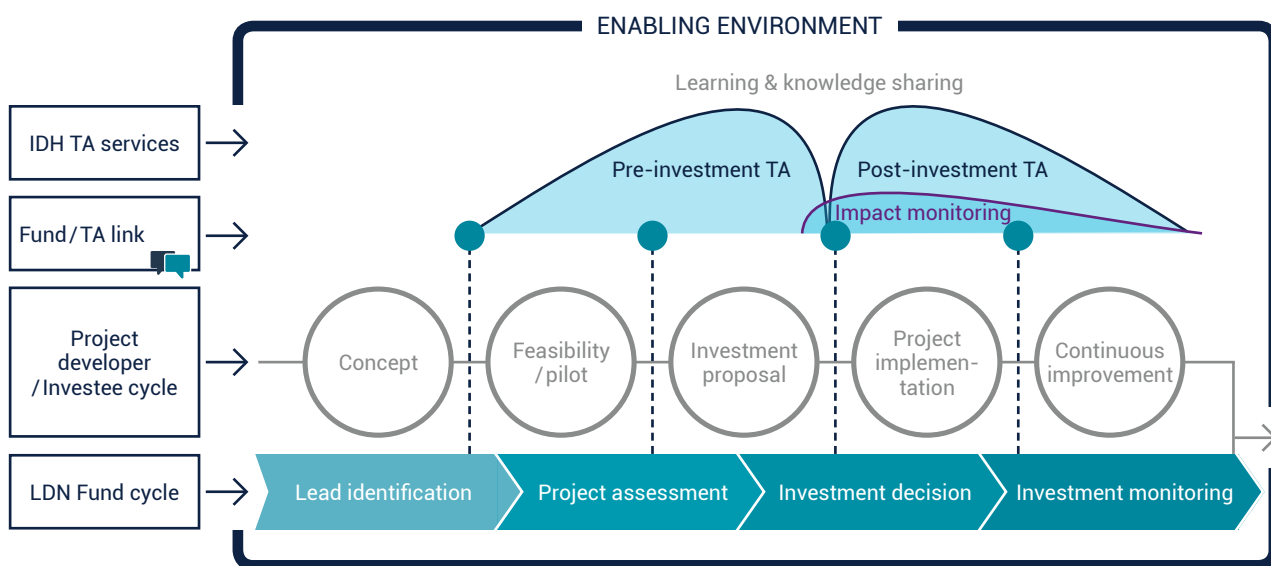 ENABLING ENVIRONMENT
Learning & knowledge sharing
IDH TA services
Pre-investment TA
Post-investment TA
Fund/TA link
Impact monitoring
Project
developer
/Investee cycle
Concept
Feasibility
/pilot
Investment
proposal
Project
implemen-
tation
Continuous
improvement
LDN Fund cycle
Lead identification
Project assessment
Investment decision
Investment monitoring